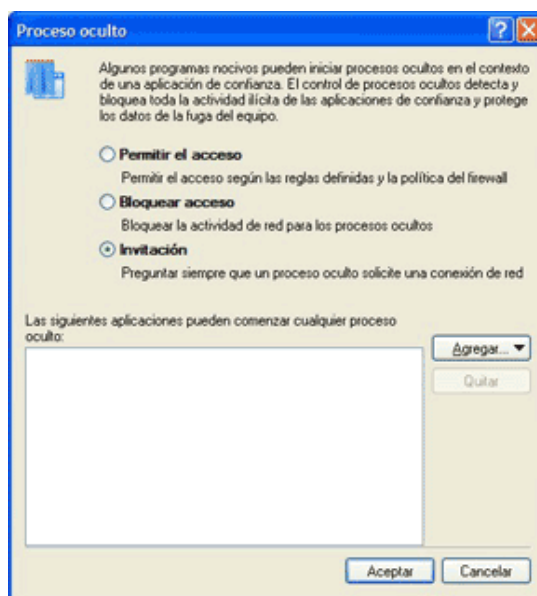 Proceso oculto
Algunos programas nocivos pueden iniciar procesos ocultos en el contexto
de una aplicación de confianza. El control de procesos ocultos detecta y
bloquea toda la actividad ilícita de las aplicaciones de confianza y protege
los datos de la fuga del equipo.
Permitir el acceso
Permitir el acceso según las reglas definidas y la política del firewall
Bloquear acceso
Bloquear la actividad de red para los procesos ocultos
Invitación
Preguntar siempre que un proceso oculto solicite una conexión de red
Las siguientes aplicaciones pueden comenzar cualquier proceso
oculto:
Agregar...
Quitar
Aceptar
Cancelar